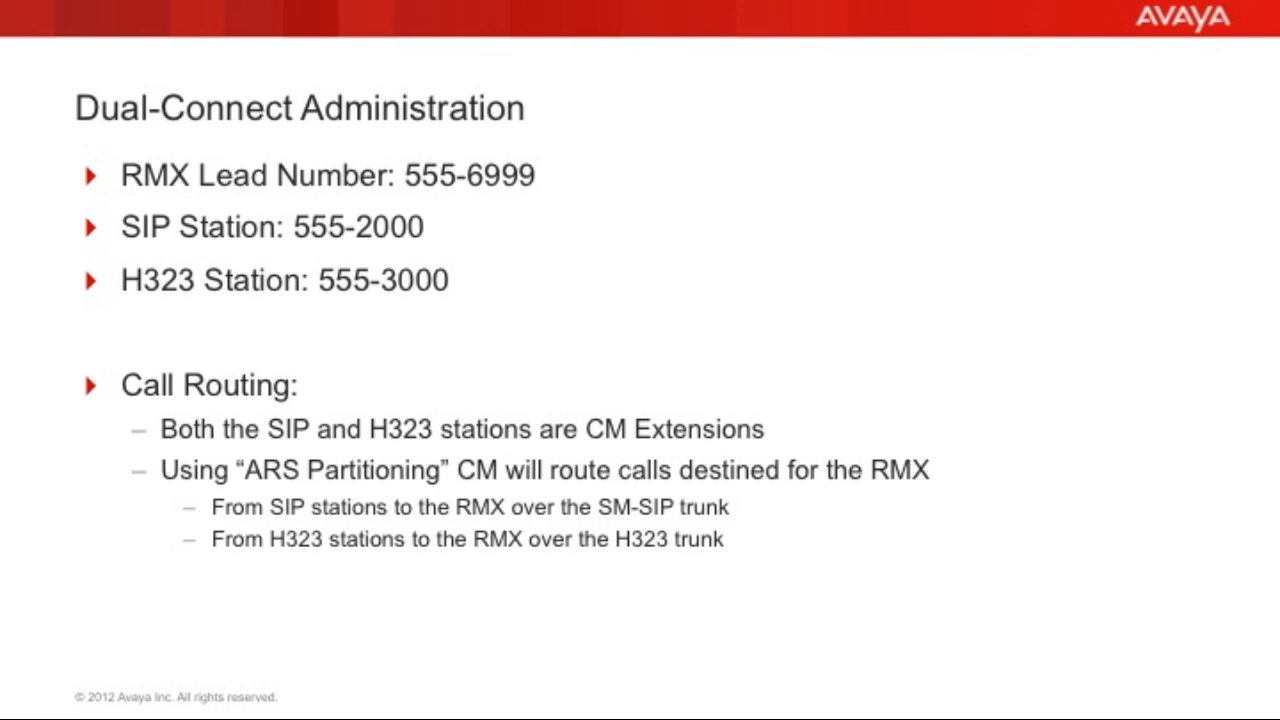 AVAYA
Dual-Connect Administration
RMX Lead Number: 555-6999
SIP Station: 555-2000
H323 Station: 555-3000
Call Routing:
– Both the SIP and H323 stations are CM Extensions
– Using “ARS Partitioning” CM will route calls destined for the RMX
– From SIP stations to the RMX over the SM-SIP trunk
– From H323 stations to the RMX over the H323 trunk
© 2012 Avaya Inc. All rights reserved.